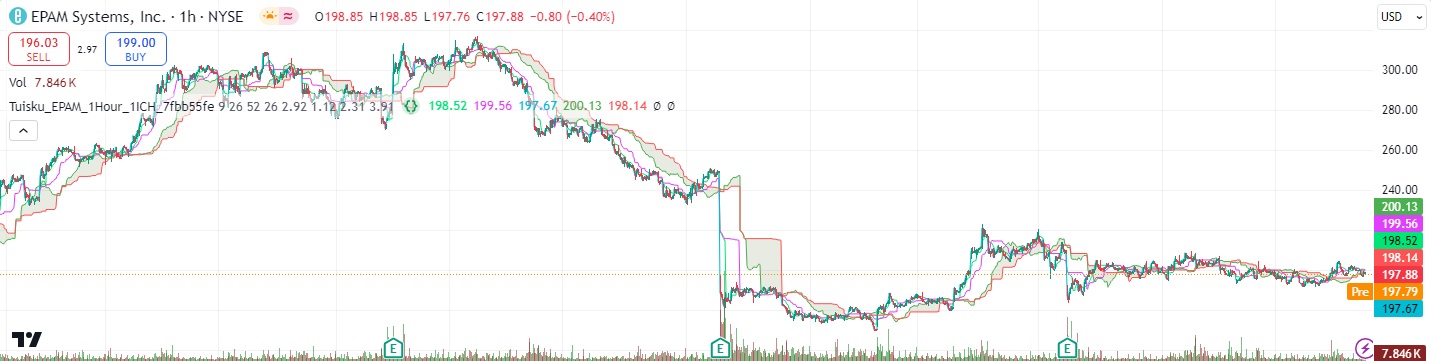 EPAM Systems, Inc. · 1h · NYSE O198.85 H198.85 L197.76 C197.88 −0.80 (−0.40%)
USD
196.03 SELL 2.97 199.00 BUY
Vol 7.846 K
Tuisku_EPAM_1Hour_1ICH_7fbb55fe 9 26 52 26 2.92 1.12 2.31 3.91 198.52 199.56 197.67 200.13 198.14 Ø Ø
300.00
280.00
260.00
240.00
200.13
199.56
198.52
198.14
197.88
Pre 197.79
197.67
E E E
7.846 K